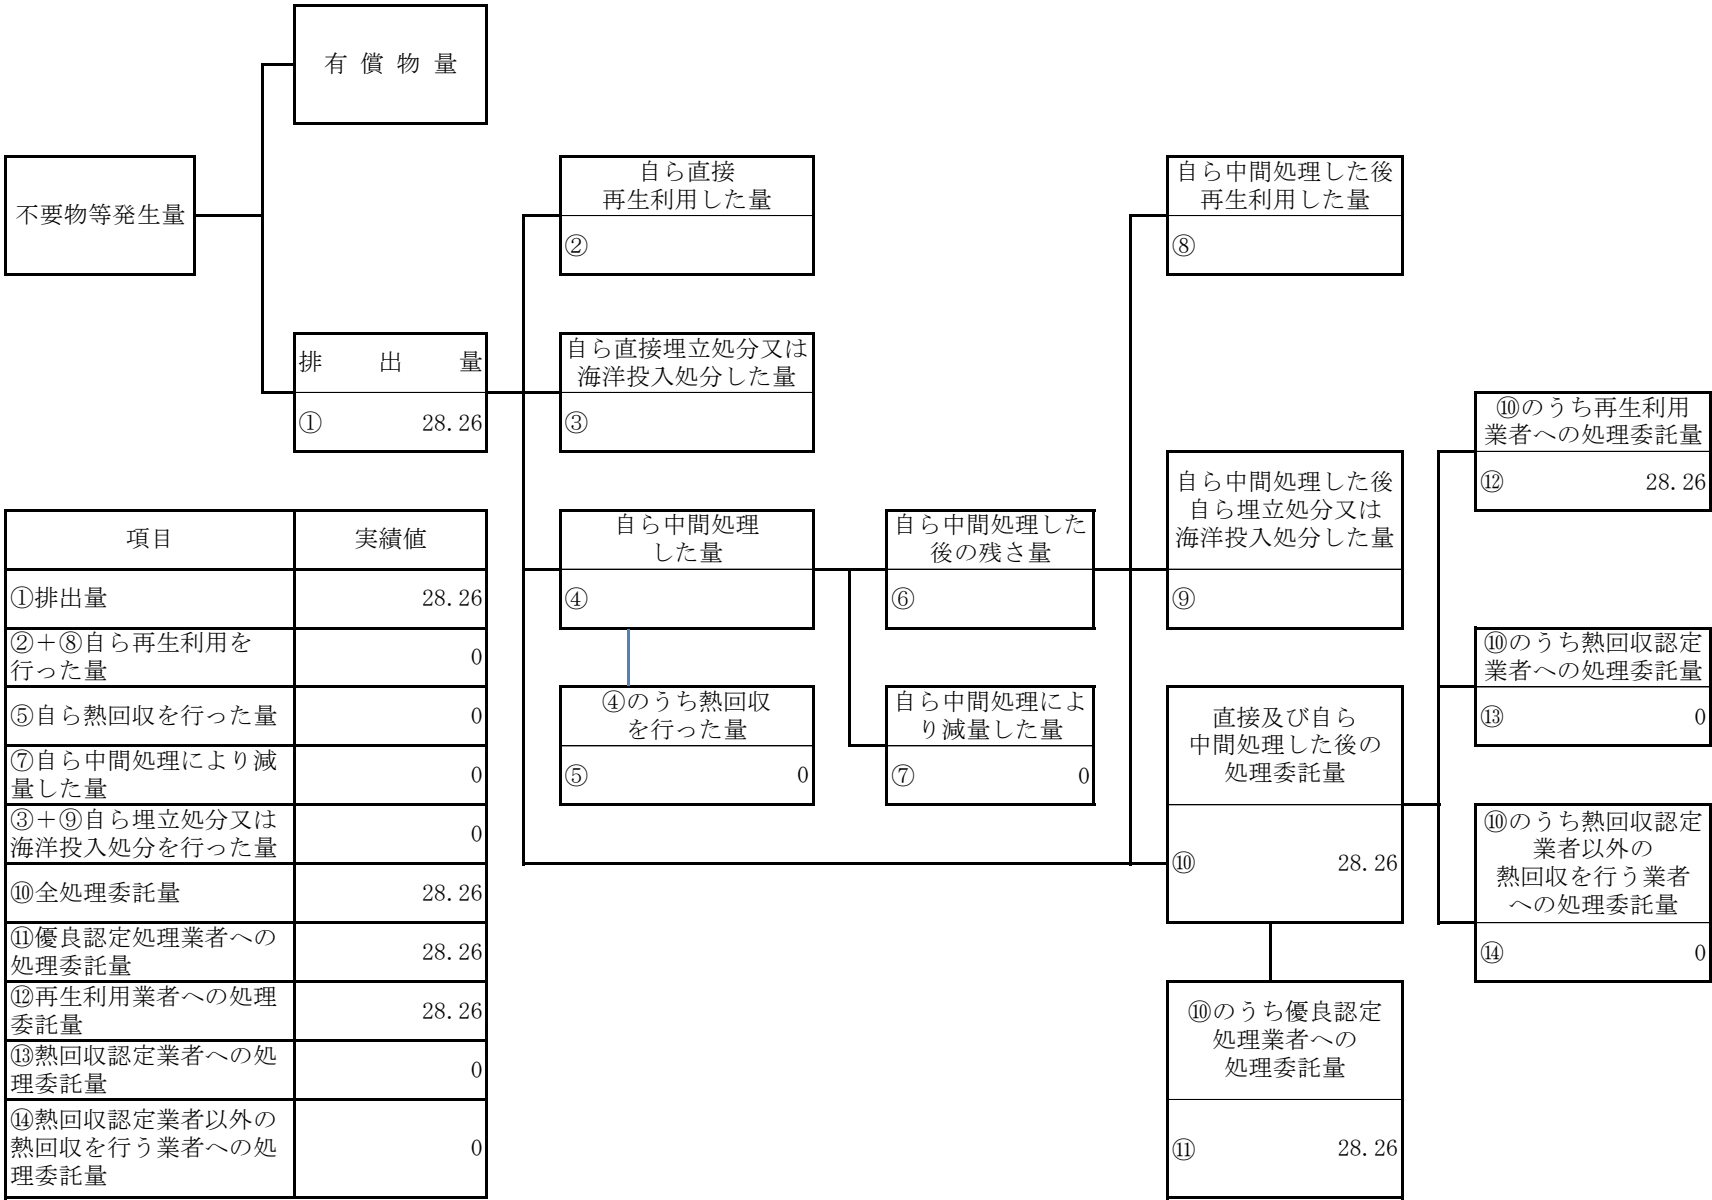 有償物量
不要物等発生量
排出量
① 28.26
自ら直接
再生利用した量
②
自ら直接埋立処分又は
海洋投入処分した量
③
自ら中間処理
した量
④
④のうち熱回収
を行った量
⑤ 0
自ら中間処理した
後の残さ量
⑥
自ら中間処理によ
り減量した量
⑦ 0
自ら中間処理した後
再生利用した量
⑧
自ら中間処理した後
自ら埋立処分又は
海洋投入処分した量
⑨
直接及び自ら
中間処理した後の
処理委託量
⑩ 28.26
⑩のうち優良認定
処理業者への
処理委託量
⑪ 28.26
⑩のうち再生利用
業者への処理委託量
⑫ 28.26
⑩のうち熱回収認定
業者への処理委託量
⑬ 0
⑩のうち熱回収認定
業者以外の
熱回収を行う業者
への処理委託量
⑭ 0
項目 実績値
①排出量 28.26
②＋⑧自ら再生利用を
行った量 0
⑤自ら熱回収を行った量 0
⑦自ら中間処理により減
量した量 0
③＋⑨自ら埋立処分又は
海洋投入処分を行った量 0
⑩全処理委託量 28.26
⑪優良認定処理業者への
処理委託量 28.26
⑫再生利用業者への処理
委託量 28.26
⑬熱回収認定業者への処
理委託量 0
⑭熱回収認定業者以外の
熱回収を行う業者への処
理委託量 0